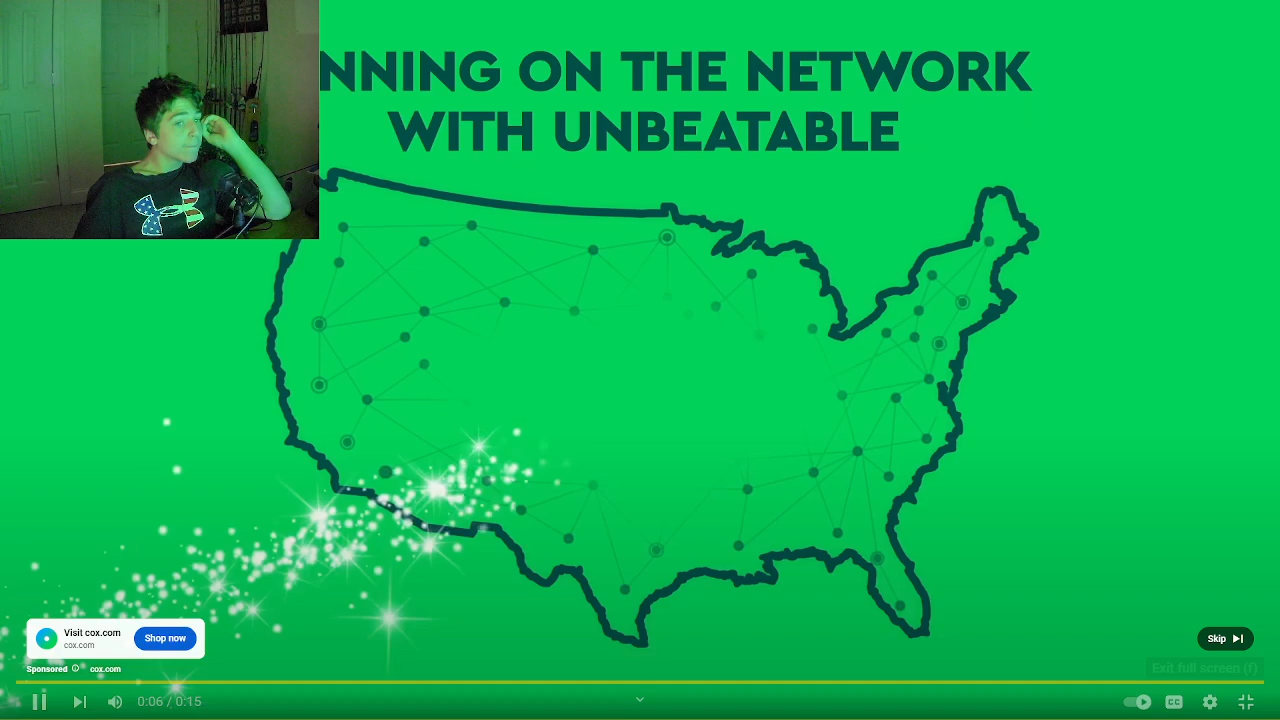 NNING ON THE NETWORK
WITH UNBEATABLE
Visit cox.com
cox.com
Shop now
Skip
Sponsored
cox.com
Exit full screen (f)
0:06 / 0:15
CC